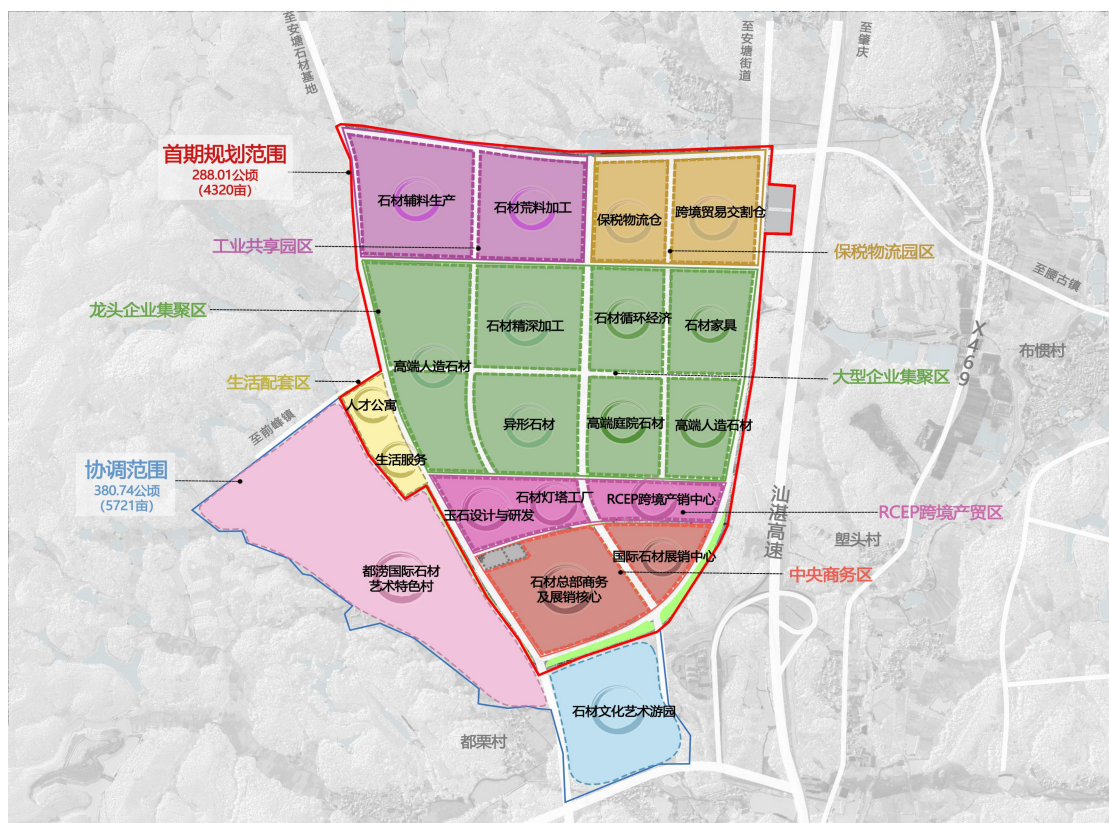 至安塘石材基地
至安塘街道
至肇庆
首期规划范围
288.01公顷
(4320亩)
石材辅料生产
石材荒料加工
保税物流仓
跨境贸易交割仓
工业共享园区
保税物流园区
至腰古镇
龙头企业集聚区
石材精深加工
石材循环经济
石材家具
X469
布惯村
高端人造石材
大型企业集聚区
生活配套区
人才公寓
至前峰镇
异形石材
高端庭院石材
高端人造石材
生活服务
协调范围
380.74公顷
(5721亩)
石材灯塔工厂
RCEP跨境产销中心
玉石设计与研发
RCEP跨境产贸区
汕湛高速
塱头村
国际石材展销中心
都涝国际石材
艺术特色村
石材总部商务
及展销核心
中央商务区
石材文化艺术游园
都栗村